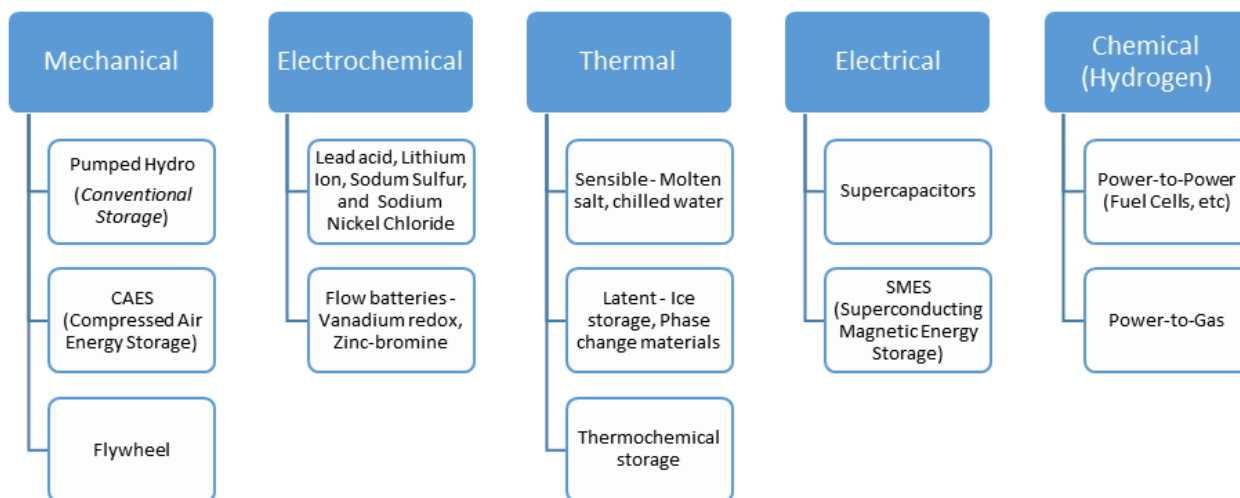 Mechanical
Pumped Hydro
(Conventional
Storage)
CAES
(Compressed Air
Energy Storage)
Flywheel
Electrochemical
Lead acid, Lithium
Ion, Sodum Sulfur,
and Sodium
Nickel Chloride
Flow batteries -
Vanadium redox,
Zinc-bromine
Thermal
Sensible - Molten
salt, chilled water
Latent - Ice
storage, Phase
change materials
Thermochemical
storage
Electrical
Supercapacitors
SMES
(Superconducting
Magnetic Energy
Storage)
Chemical
(Hydrogen)
Power-to-Power
(Fuel Cells, etc)
Power-to-Gas